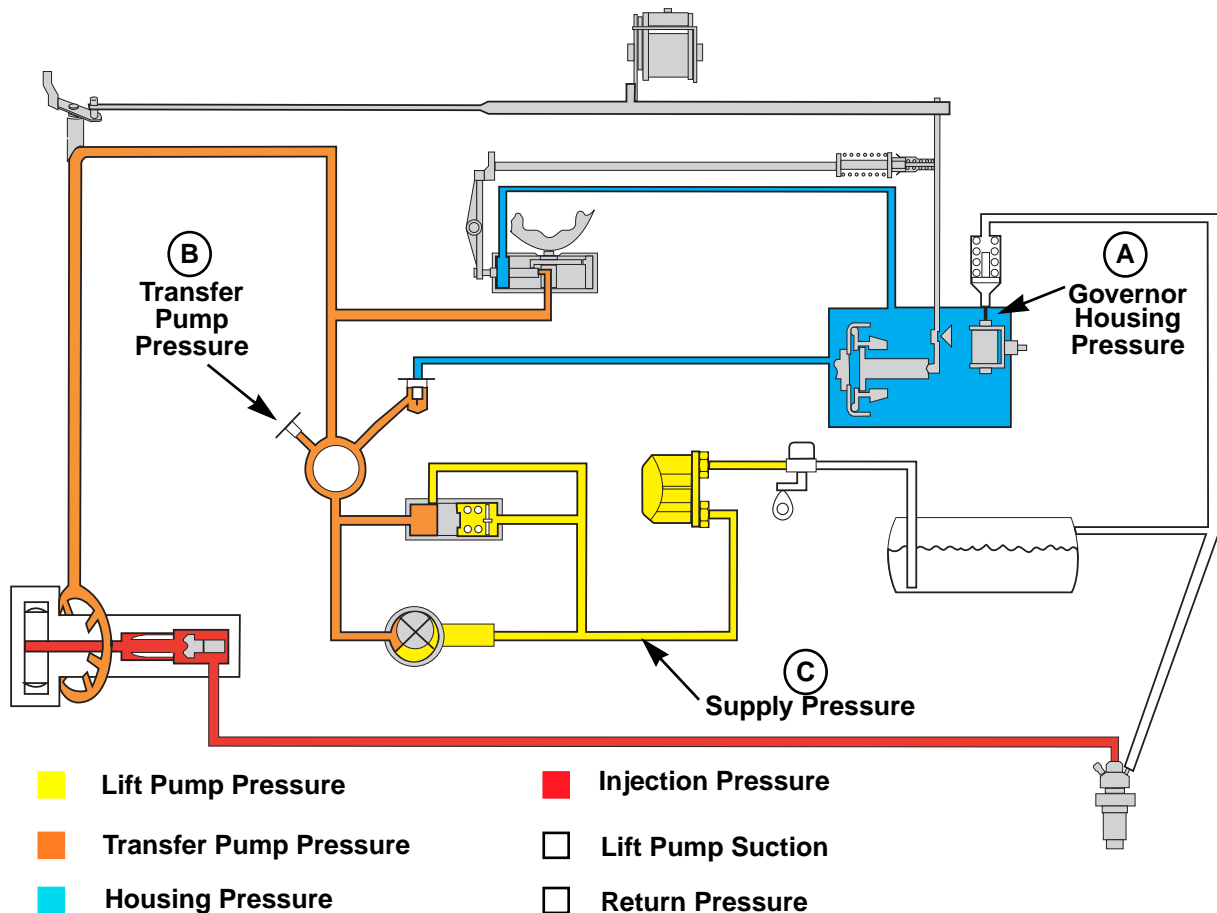 B
Transfer
Pump
Pressure
A
Governor
Housing
Pressure
C
Supply Pressure
Lift Pump Pressure
Injection Pressure
Transfer Pump Pressure
Lift Pump Suction
Housing Pressure
Return Pressure